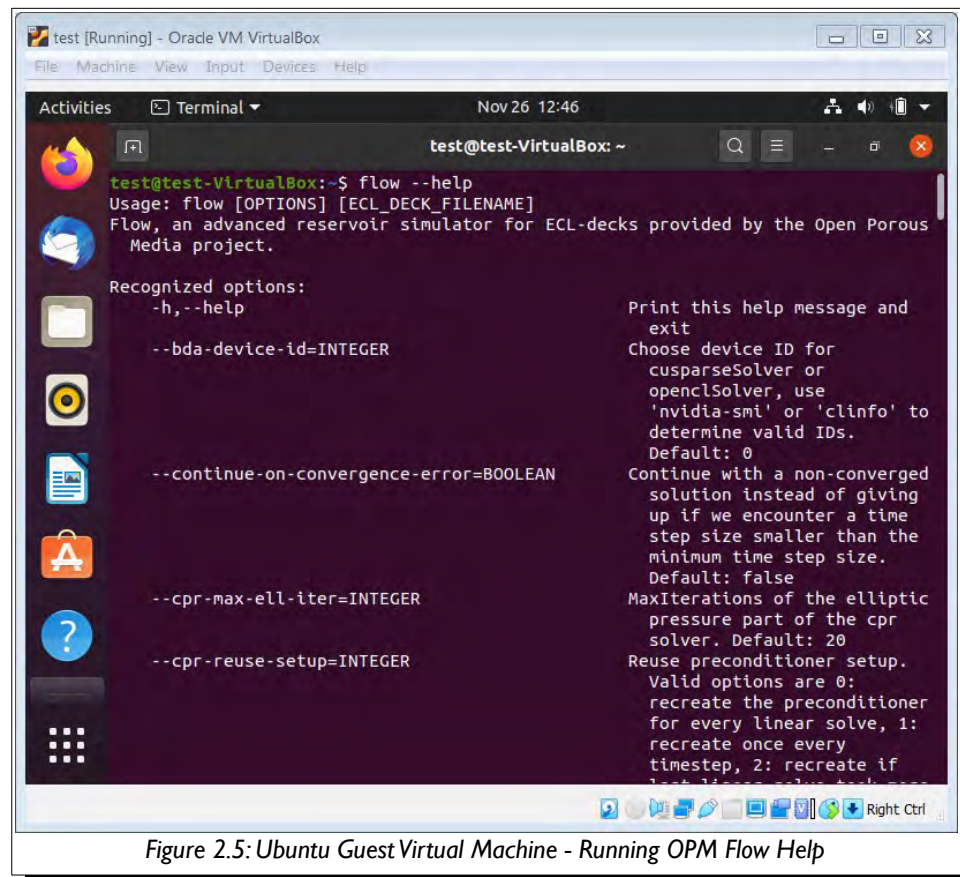 test [Running] - Oracle VM VirtualBox
File Machine View Input Devices Help
Activities Terminal Nov 26 12:46
test@test-VirtualBox: ~
test@test-VirtualBox:~$ flow --help
Usage: flow [OPTIONS] [ECL_DECK_FILENAME]
Flow, an advanced reservoir simulator for ECL-decks provided by the Open Porous
Media project.
Recognized options:
-h,--help Print this help message and
exit
--bda-device-id=INTEGER Choose device ID for
cusparseSolver or
openclSolver, use
'nvidia-smi' or 'clinfo' to
determine valid IDs.
Default: 0
--continue-on-convergence-error=BOOLEAN Continue with a non-converged
solution instead of giving
up if we encounter a time
step size smaller than the
minimum time step size.
Default: false
--cpr-max-ell-iter=INTEGER MaxIterations of the elliptic
pressure part of the cpr
solver. Default: 20
--cpr-reuse-setup=INTEGER Reuse preconditioner setup.
Valid options are 0:
recreate the preconditioner
for every linear solve, 1:
recreate once every
timestep, 2: recreate if
Right Ctrl
Figure 2.5: Ubuntu Guest Virtual Machine - Running OPM Flow Help